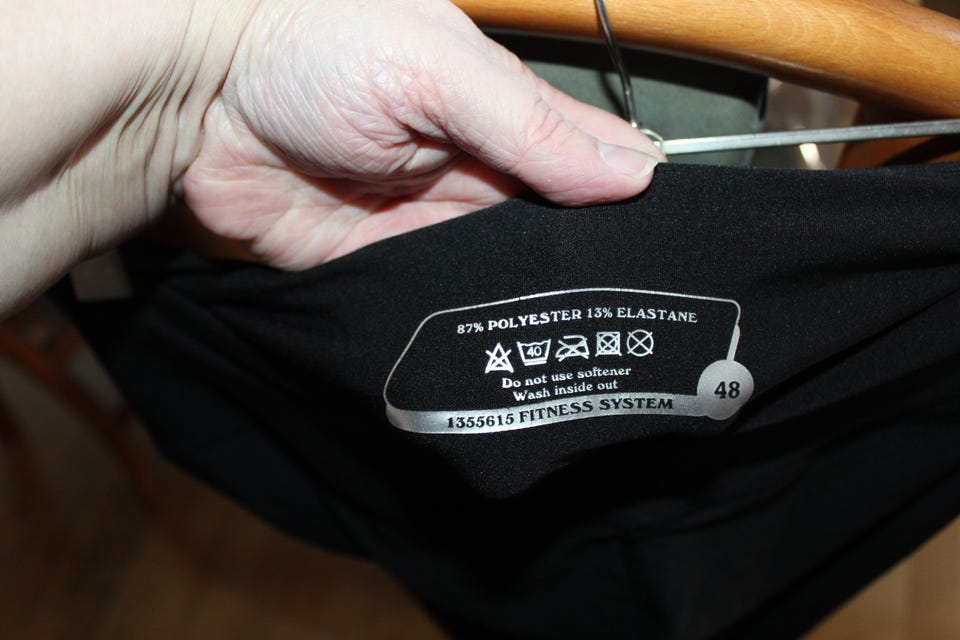 87% POLYESTER 13% ELASTANE
40
Do not use softener
Wash inside out
48
1355615 FITNESS SYSTEM